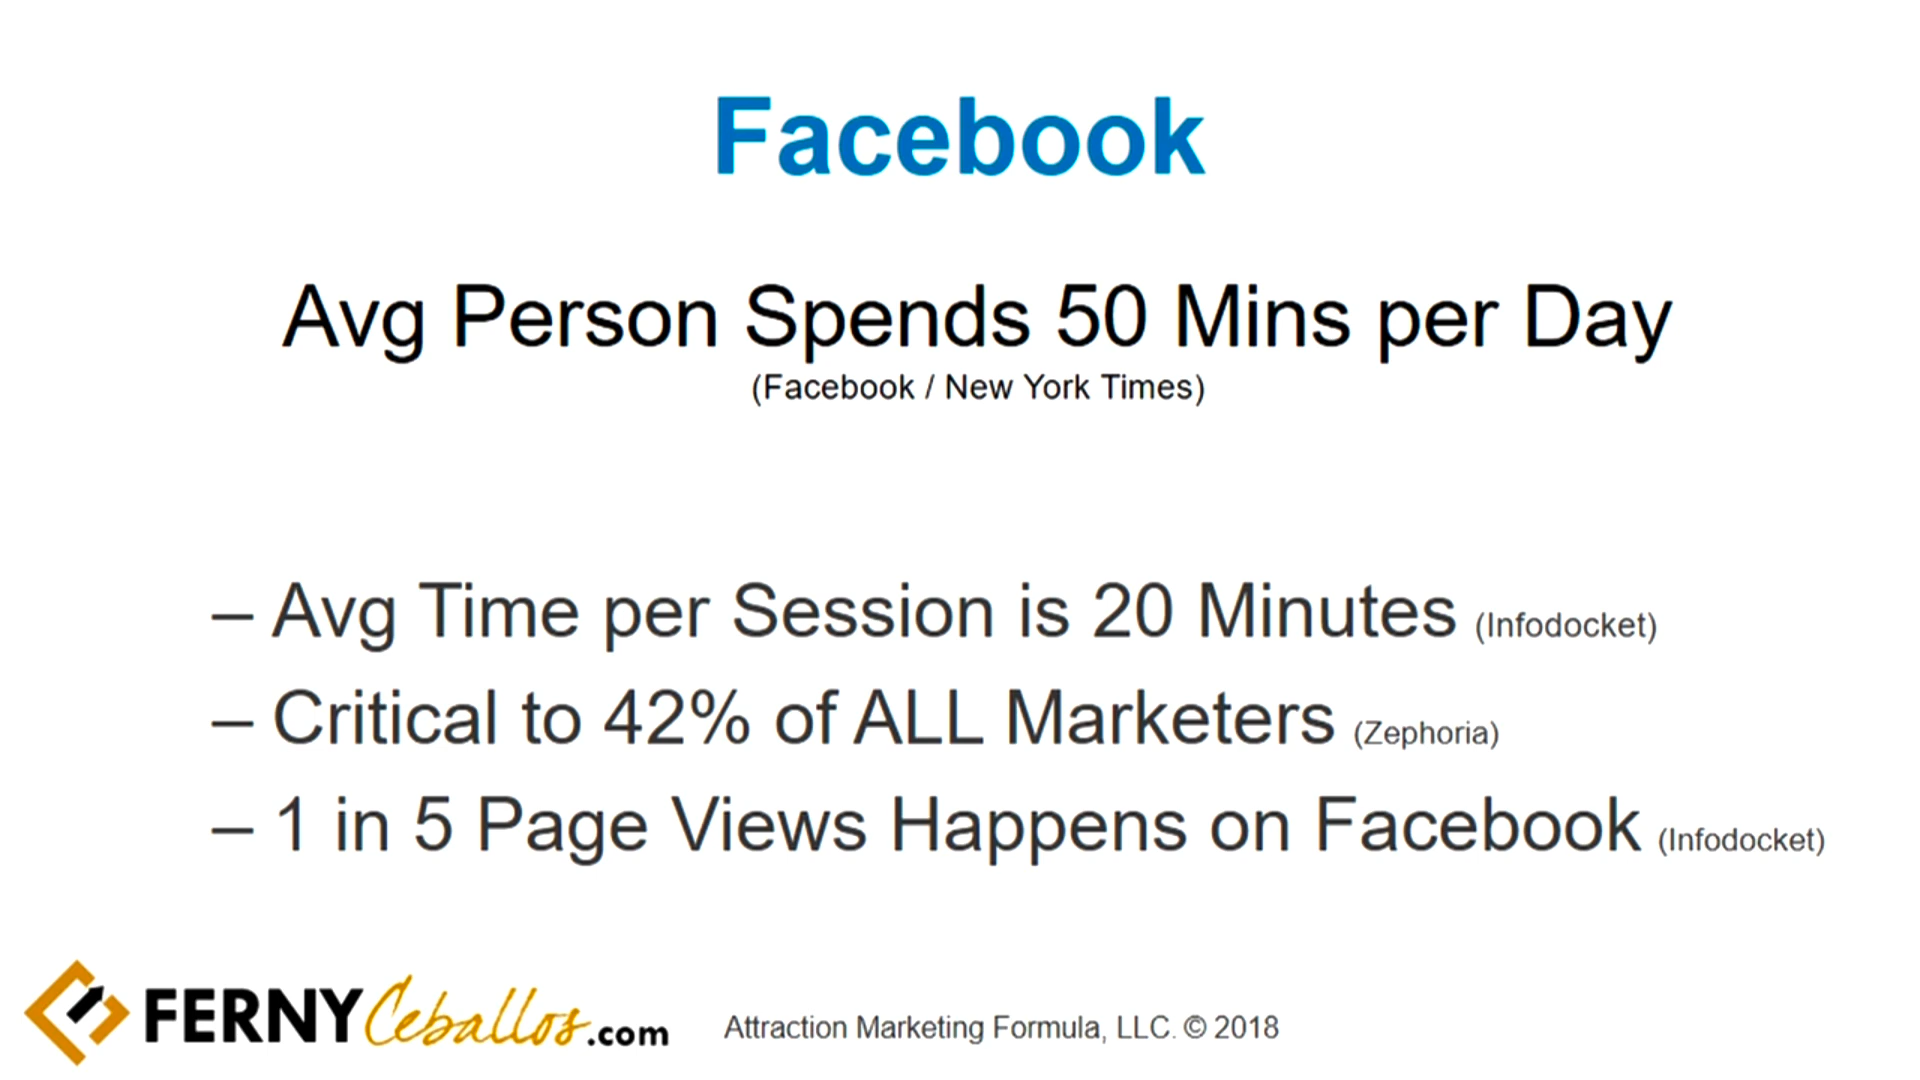 Facebook
Avg Person Spends 50 Mins per Day
(Facebook / New York Times)
– Avg Time per Session is 20 Minutes (Infodocket)
– Critical to 42% of ALL Marketers (Zephoria)
– 1 in 5 Page Views Happens on Facebook (Infodocket)
FERNY Ceballos .com Attraction Marketing Formula, LLC. © 2018